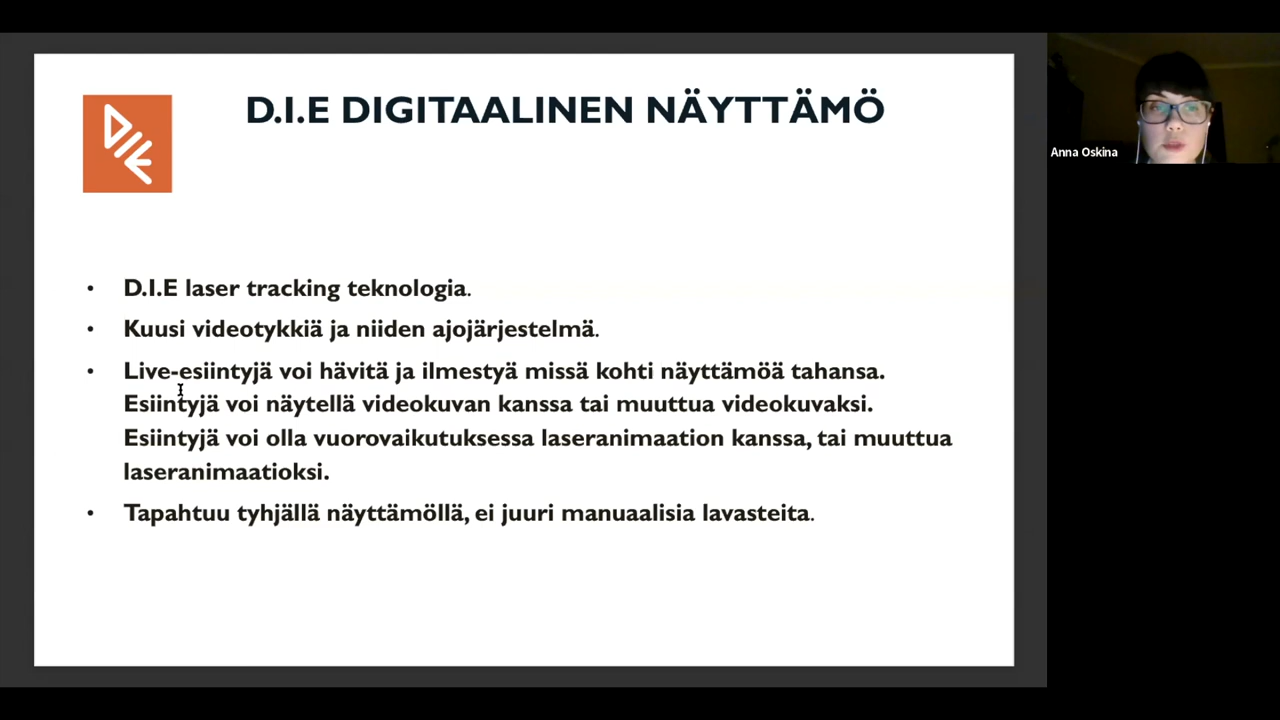 DIE
D.I.E DIGITAALINEN NÄYTTÄMÖ
Anna Oskina
• D.I.E laser tracking teknologia.
• Kuusi videotykkiä ja niiden ajojärjestelmä.
• Live-esiintyjä voi hävitä ja ilmestyä missä kohti näyttämöä tahansa.
Esiintyjä voi näytellä videokuvan kanssa tai muuttua videokuvaksi.
Esiintyjä voi olla vuorovaikutuksessa laseranimaation kanssa, tai muuttua
laseranimaatioksi.
• Tapahtuu tyhjällä näyttämöllä, ei juuri manuaalisia lavasteita.